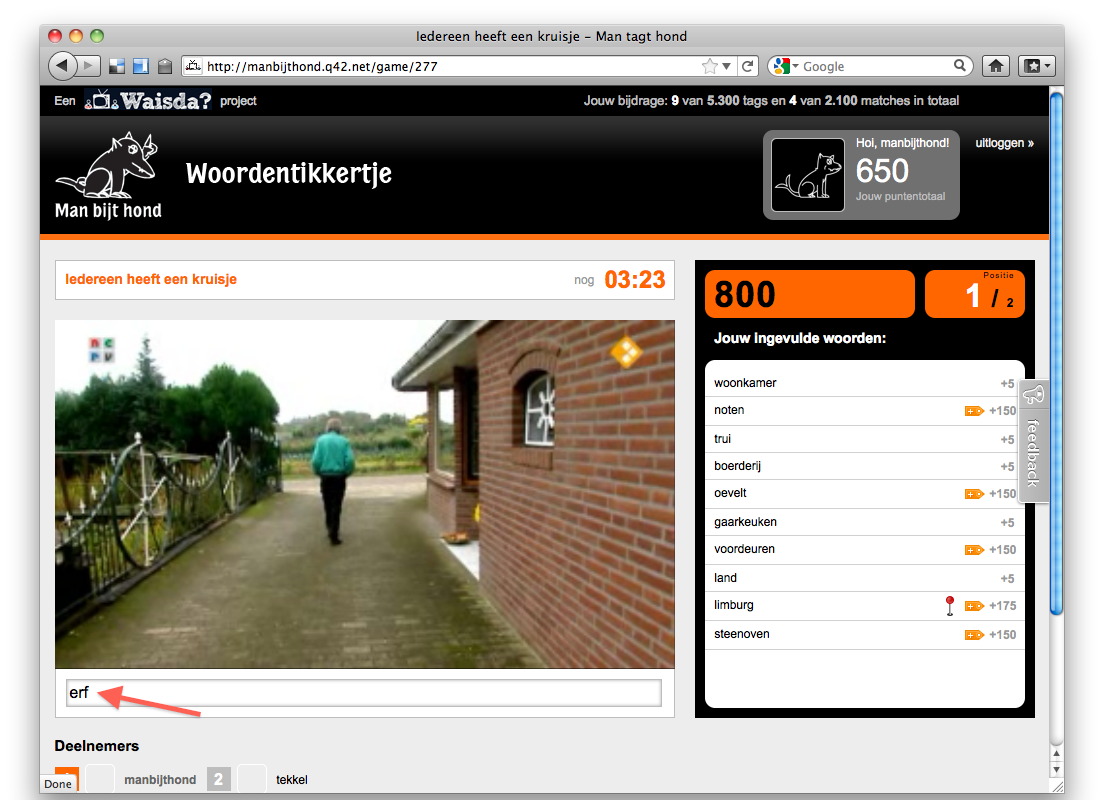 Iedereen heeft een kruisje – Man tagt hond
http://manbijthond.q42.net/game/277
Google
Een Waisda? project
Jouw bijdrage: 9 van 5.300 tags en 4 van 2.100 matches in totaal
Man bijt hond
Woordentikkertje
Hoi, manbijthond!
650
Jouw puntentotaal
uitloggen »
Iedereen heeft een kruisje
nog 03:23
NCRV
erf
800
Positie
1 / 2
Jouw ingevulde woorden:
woonkamer +5
noten +150
trui +5
boerderij +5
oevelt +150
gaarkeuken +5
voordeuren +150
land +5
limburg +175
steenoven +150
feedback
Deelnemers
manbijthond 2 tekkel
Done